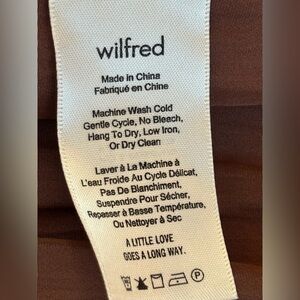 wilfred
Made in China
Fabriqué en Chine
Machine Wash Cold
Gentle Cycle, No Bleach,
Hang To Dry, Low Iron,
Or Dry Clean
Laver à La Machine à
L'eau Froide Au Cycle Délicat,
Pas De Blanchiment,
Suspendre Pour Sécher,
Repasser à Basse Température,
Ou Nettoyer à Sec
A LITTLE LOVE
GOES A LONG WAY.
P